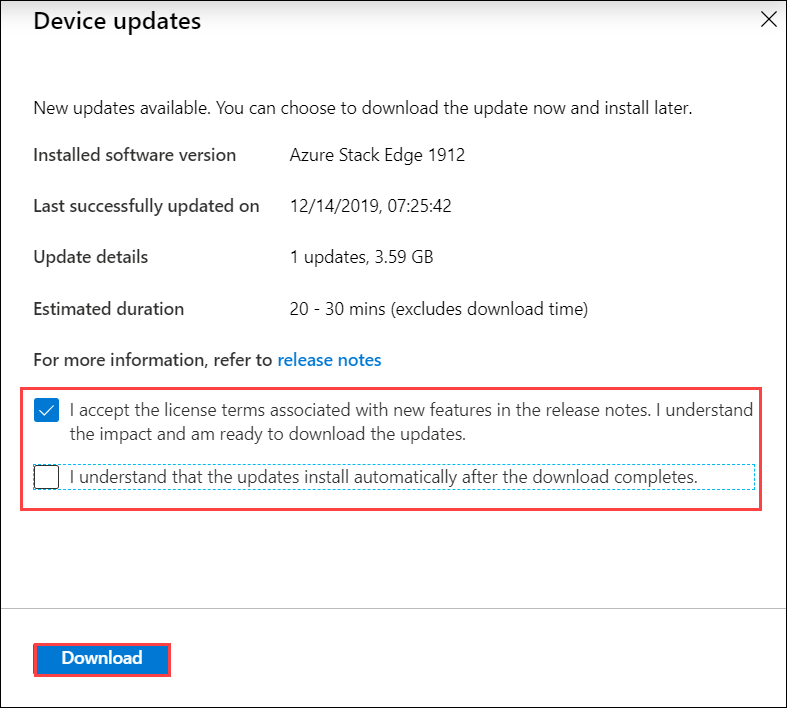 Device updates
New updates available. You can choose to download the update now and install later.
Installed software version Azure Stack Edge 1912
Last successfully updated on 12/14/2019, 07:25:42
Update details 1 updates, 3.59 GB
Estimated duration 20 - 30 mins (excludes download time)
For more information, refer to release notes
I accept the license terms associated with new features in the release notes. I understand
the impact and am ready to download the updates.
I understand that the updates install automatically after the download completes.
Download